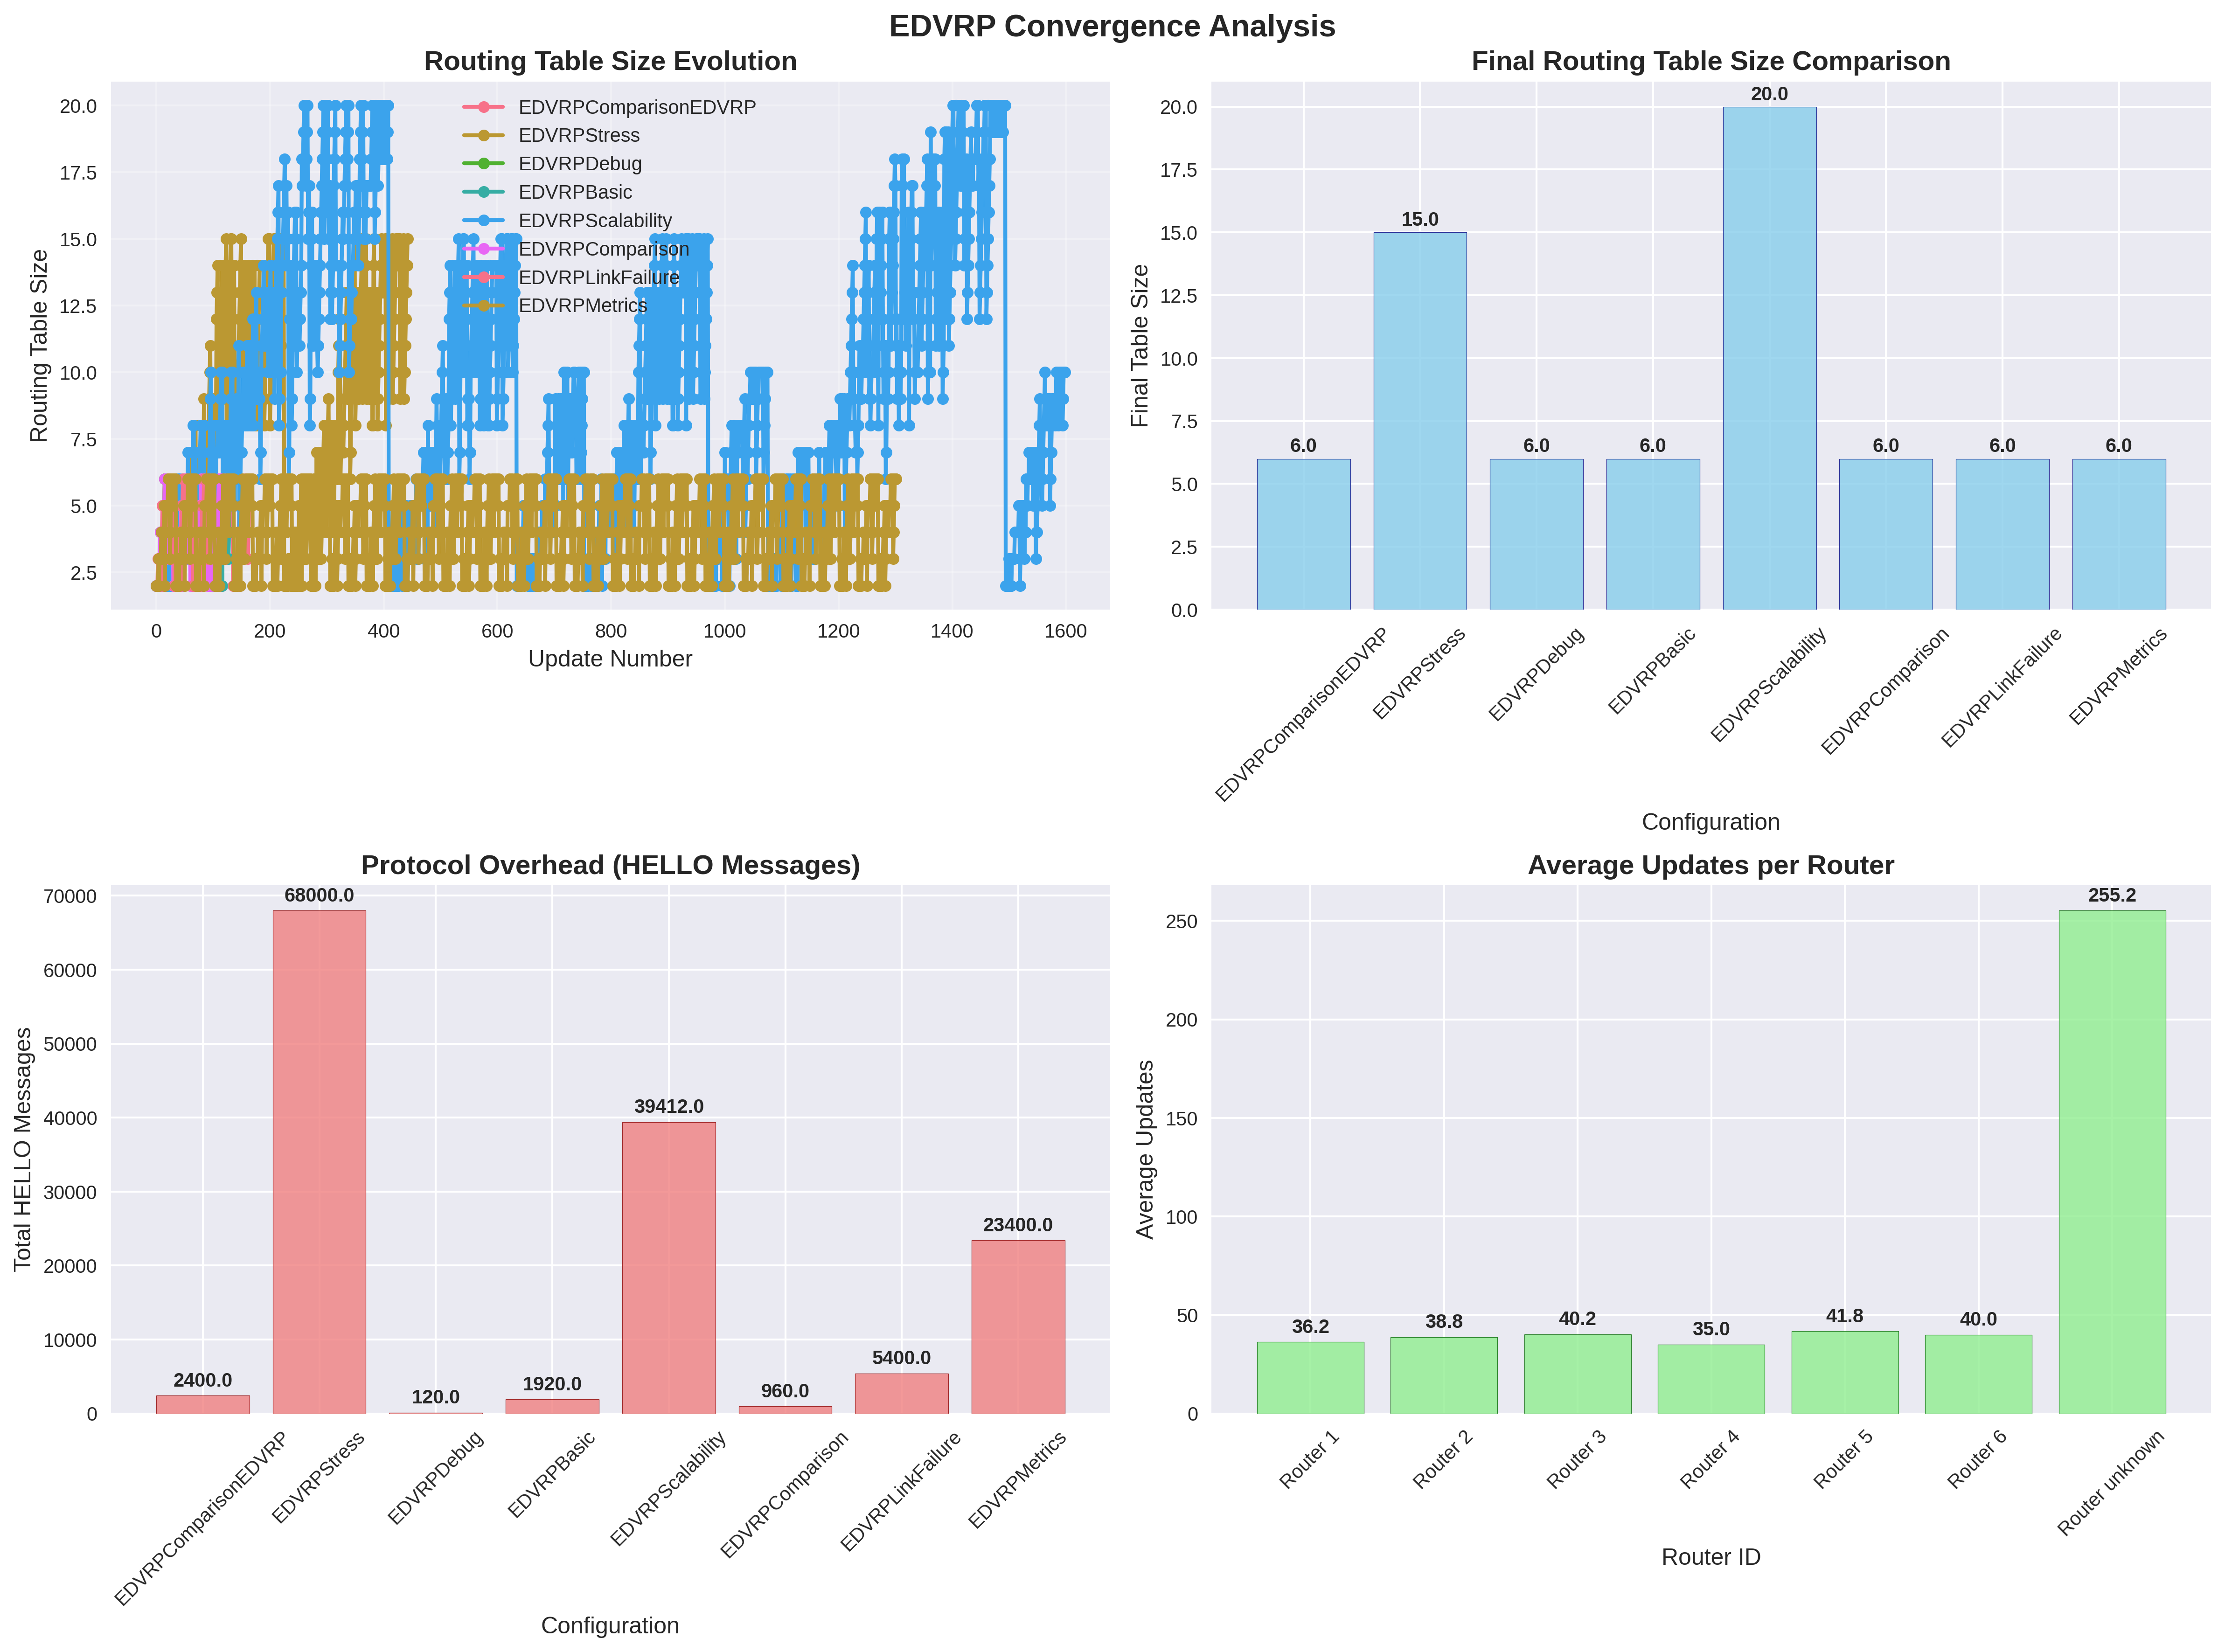 EDVRP Convergence Analysis
Routing Table Size Evolution
Routing Table Size
20.0
17.5
15.0
12.5
10.0
7.5
5.0
2.5
EDVRPComparisonEDVRP
EDVRPStress
EDVRPDebug
EDVRPBasic
EDVRPScalability
EDVRPComparison
EDVRPLinkFailure
EDVRPMetrics
0 200 400 600 800 1000 1200 1400 1600
Update Number
Final Routing Table Size Comparison
Final Table Size
20.0
17.5
15.0
12.5
10.0
7.5
5.0
2.5
0.0
6.0 15.0 6.0 6.0 20.0 6.0 6.0 6.0
EDVRPComparisonEDVRP
EDVRPStress
EDVRPDebug
EDVRPBasic
EDVRPScalability
EDVRPComparison
EDVRPLinkFailure
EDVRPMetrics
Configuration
Protocol Overhead (HELLO Messages)
Total HELLO Messages
70000
60000
50000
40000
30000
20000
10000
0
2400.0 68000.0 120.0 1920.0 39412.0 960.0 5400.0 23400.0
EDVRPComparisonEDVRP
EDVRPStress
EDVRPDebug
EDVRPBasic
EDVRPScalability
EDVRPComparison
EDVRPLinkFailure
EDVRPMetrics
Configuration
Average Updates per Router
Average Updates
250
200
150
100
50
0
36.2 38.8 40.2 35.0 41.8 40.0 255.2
Router 1
Router 2
Router 3
Router 4
Router 5
Router 6
Router unknown
Router ID